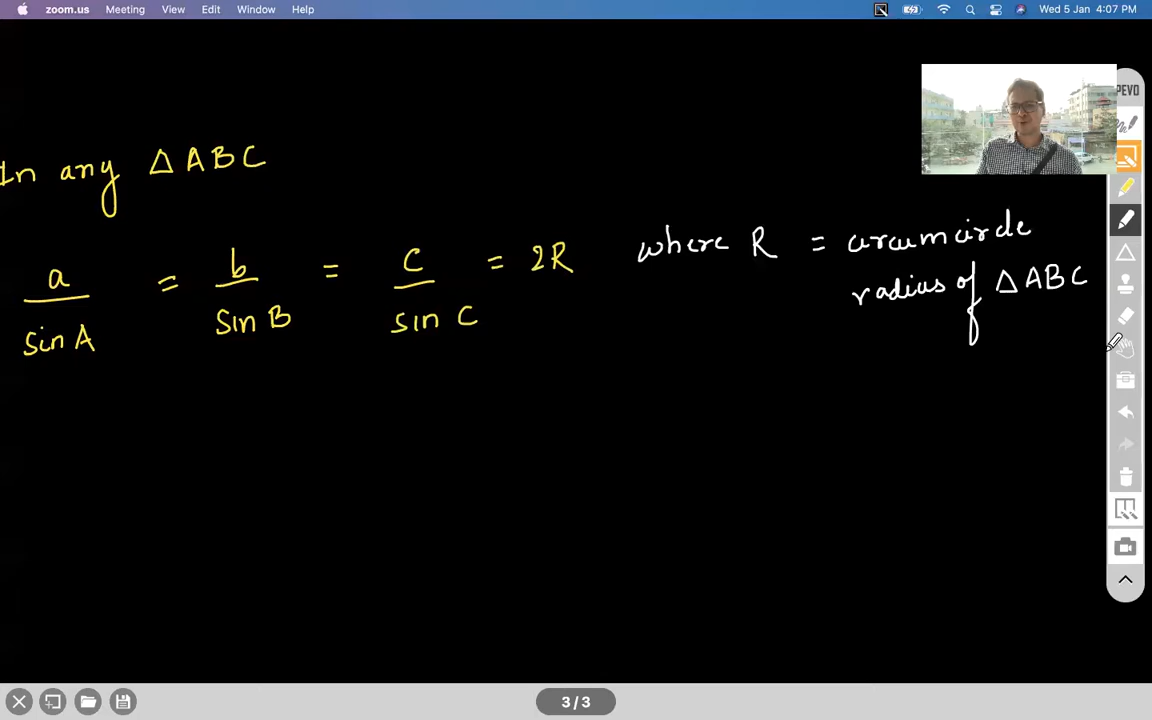 zoom.us Meeting View Edit Window Help Wed 5 Jan 4:07 PM
IPEVO
In any △ABC
a/sin A = b/sin B = c/sin C = 2R
where R = circumcircle
radius of △ABC
3/3